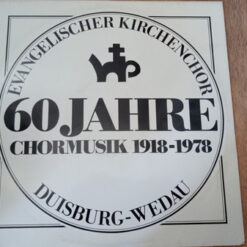 EVANGELISCHER KIRCHENCHOR
60 JAHRE
CHORMUSIK 1918-1978
DUISBURG-WEDAU